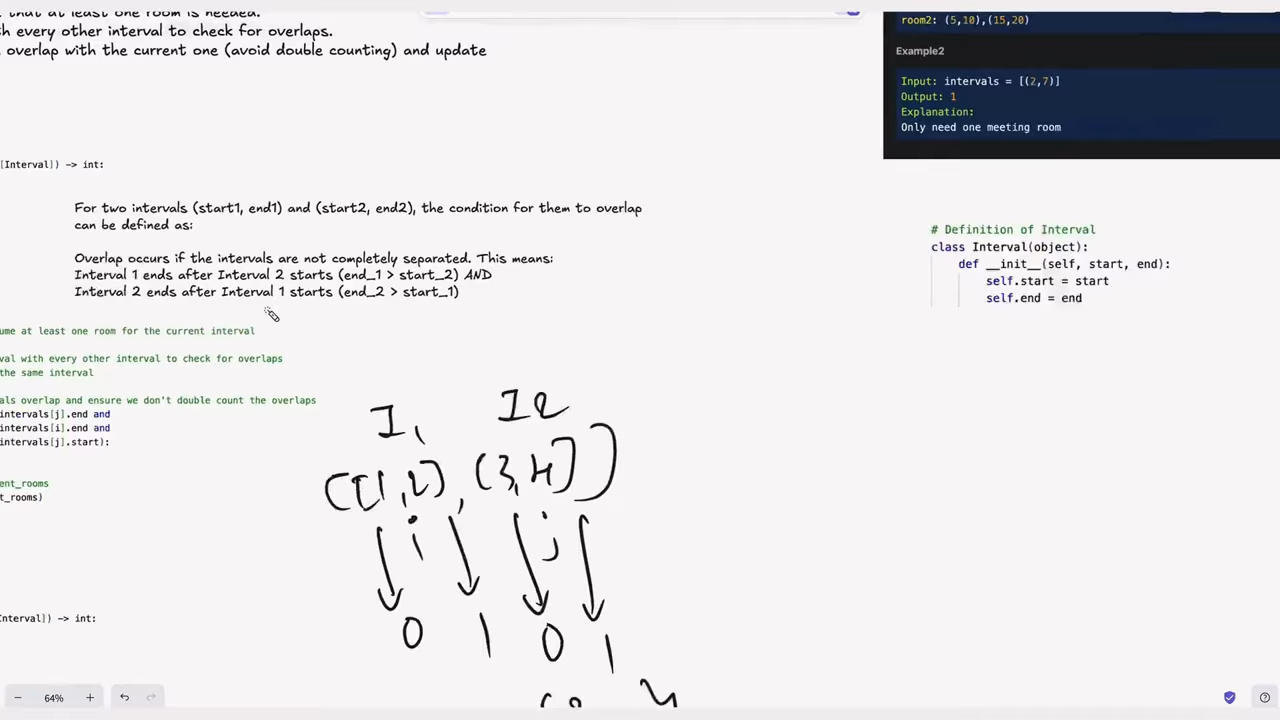 that at least one room is needed.
h every other interval to check for overlaps.
overlap with the current one (avoid double counting) and update
room2: (5,10),(15,20)
Example2
Input: intervals = [(2,7)]
Output: 1
Explanation:
Only need one meeting room
[Interval]) -> int:
For two intervals (start1, end1) and (start2, end2), the condition for them to overlap
can be defined as:
Overlap occurs if the intervals are not completely separated. This means:
Interval 1 ends after Interval 2 starts (end_1 > start_2) AND
Interval 2 ends after Interval 1 starts (end_2 > start_1)
# Definition of Interval
class Interval(object):
def __init__(self, start, end):
self.start = start
self.end = end
ume at least one room for the current interval
val with every other interval to check for overlaps
the same interval
als overlap and ensure we don't double count the overlaps
intervals[j].end and
intervals[i].end and
intervals[j].start):
ent_rooms
t_rooms)
I1 I2
([1,2), (3,4])
i j
0 1 0 1
Interval]) -> int:
64%